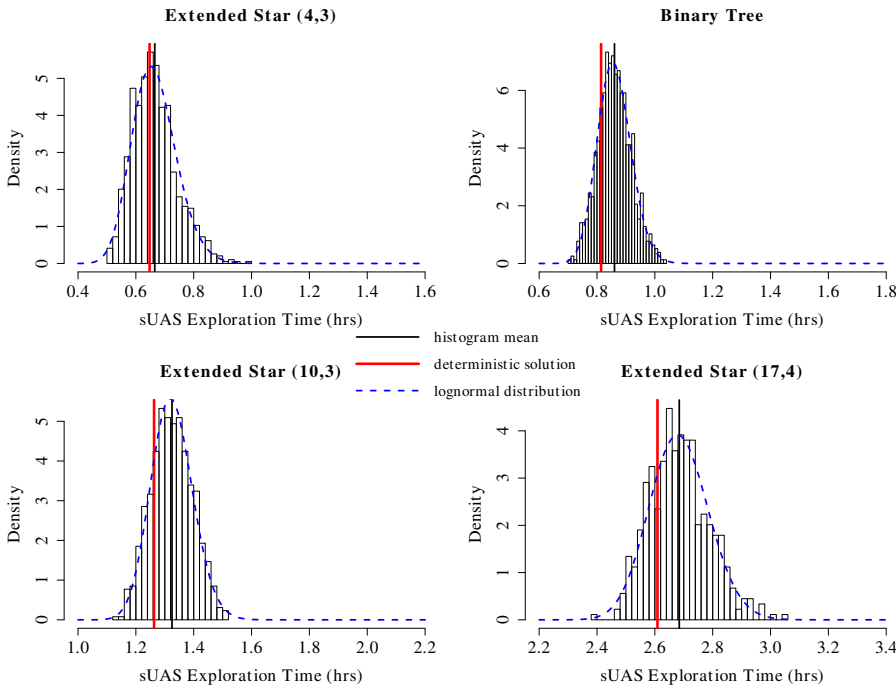 Extended Star (4,3)
Density
0 1 2 3 4 5
0.4 0.6 0.8 1.0 1.2 1.4 1.6
sUAS Exploration Time (hrs)
Binary Tree
Density
0 2 4 6
0.6 0.8 1.0 1.2 1.4 1.6 1.8
sUAS Exploration Time (hrs)
histogram mean
deterministic solution
lognormal distribution
Extended Star (10,3)
Density
0 1 2 3 4 5
1.0 1.2 1.4 1.6 1.8 2.0 2.2
sUAS Exploration Time (hrs)
Extended Star (17,4)
Density
0 1 2 3 4
2.2 2.4 2.6 2.8 3.0 3.2 3.4
sUAS Exploration Time (hrs)